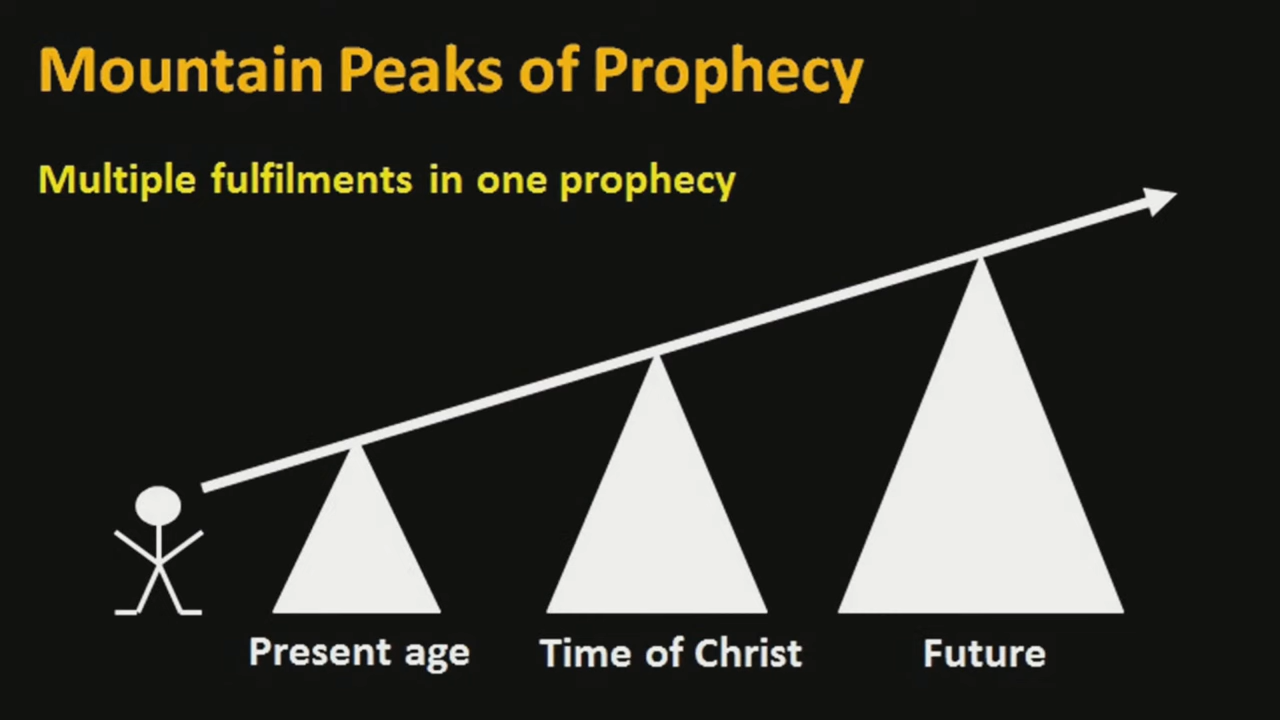 Mountain Peaks of Prophecy
Multiple fulfilments in one prophecy
Present age
Time of Christ
Future